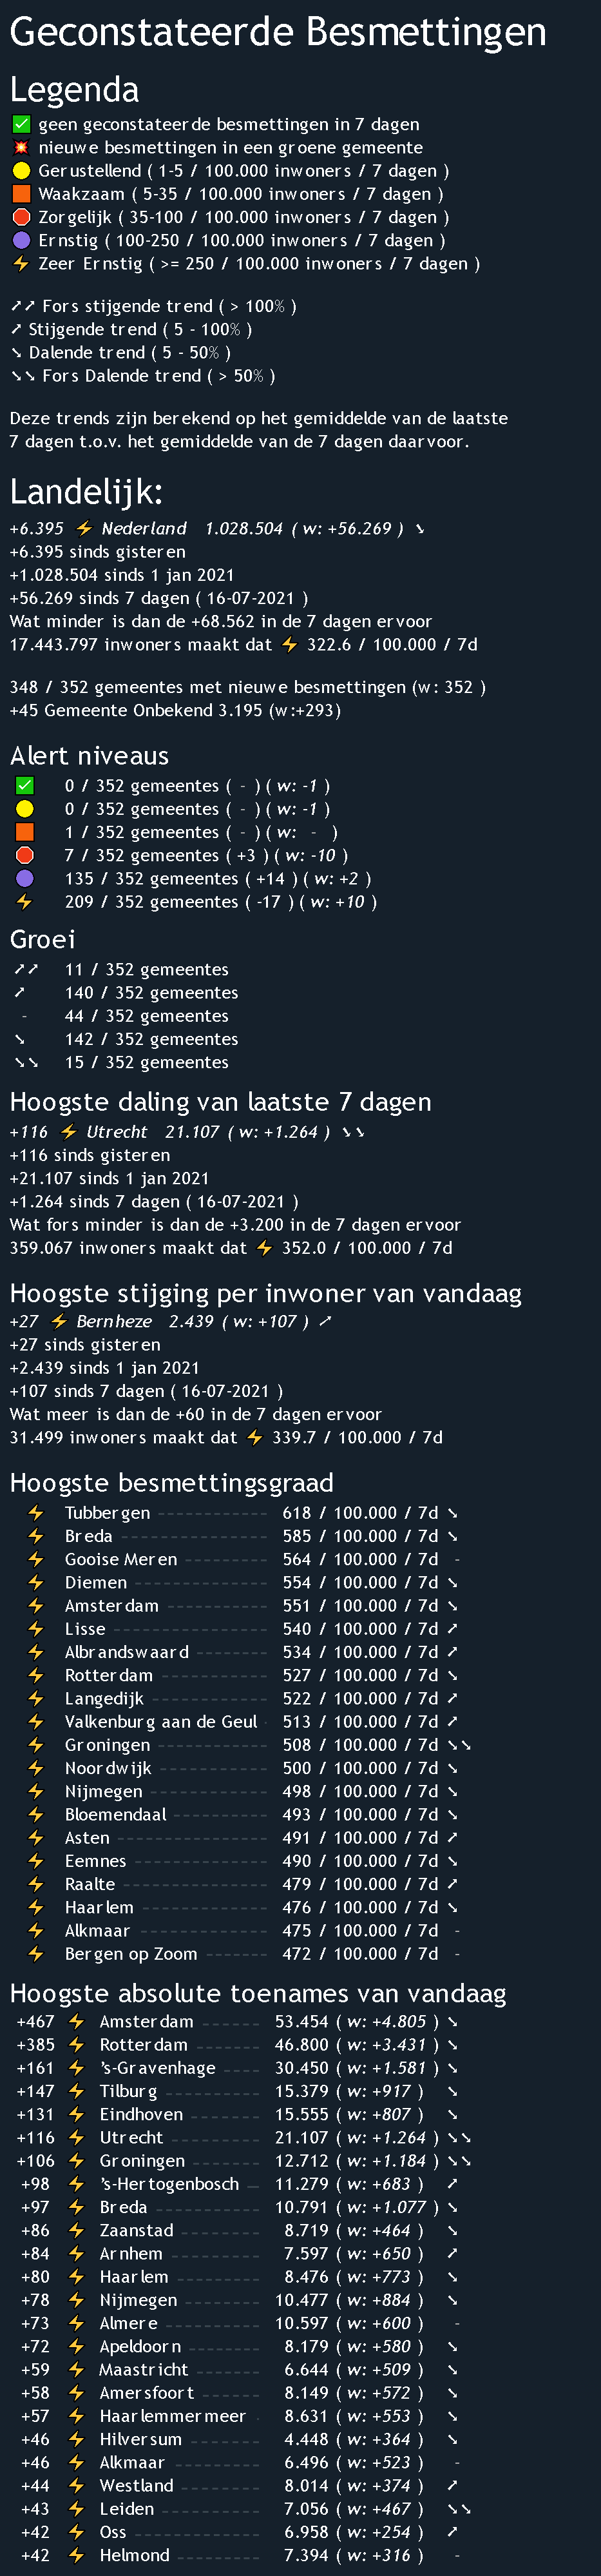 Geconstateerde Besmettingen
Legenda
✅ geen geconstateerde besmettingen in 7 dagen
💥 nieuwe besmettingen in een groene gemeente
🟡 Gerustellend ( 1-5 / 100.000 inwoners / 7 dagen )
🟧 Waakzaam ( 5-35 / 100.000 inwoners / 7 dagen )
🛑 Zorgelijk ( 35-100 / 100.000 inwoners / 7 dagen )
🟣 Ernstig ( 100-250 / 100.000 inwoners / 7 dagen )
⚡ Zeer Ernstig ( >= 250 / 100.000 inwoners / 7 dagen )
➚➚ Fors stijgende trend ( > 100% )
➚ Stijgende trend ( 5 - 100% )
➘ Dalende trend ( 5 - 50% )
➘➘ Fors Dalende trend ( > 50% )
Deze trends zijn berekend op het gemiddelde van de laatste
7 dagen t.o.v. het gemiddelde van de 7 dagen daarvoor.
Landelijk:
+6.395 ⚡ Nederland 1.028.504 ( w: +56.269 ) ➘
+6.395 sinds gisteren
+1.028.504 sinds 1 jan 2021
+56.269 sinds 7 dagen ( 16-07-2021 )
Wat minder is dan de +68.562 in de 7 dagen ervoor
17.443.797 inwoners maakt dat ⚡ 322.6 / 100.000 / 7d
348 / 352 gemeentes met nieuwe besmettingen (w: 352 )
+45 Gemeente Onbekend 3.195 (w:+293)
Alert niveaus
✅ 0 / 352 gemeentes ( - ) ( w: -1 )
🟡 0 / 352 gemeentes ( - ) ( w: -1 )
🟧 1 / 352 gemeentes ( - ) ( w: - )
🛑 7 / 352 gemeentes ( +3 ) ( w: -10 )
🟣 135 / 352 gemeentes ( +14 ) ( w: +2 )
⚡ 209 / 352 gemeentes ( -17 ) ( w: +10 )
Groei
➚➚ 11 / 352 gemeentes
➚ 140 / 352 gemeentes
- 44 / 352 gemeentes
➘ 142 / 352 gemeentes
➘➘ 15 / 352 gemeentes
Hoogste daling van laatste 7 dagen
+116 ⚡ Utrecht 21.107 ( w: +1.264 ) ➘➘
+116 sinds gisteren
+21.107 sinds 1 jan 2021
+1.264 sinds 7 dagen ( 16-07-2021 )
Wat fors minder is dan de +3.200 in de 7 dagen ervoor
359.067 inwoners maakt dat ⚡ 352.0 / 100.000 / 7d
Hoogste stijging per inwoner van vandaag
+27 ⚡ Bernheze 2.439 ( w: +107 ) ➚
+27 sinds gisteren
+2.439 sinds 1 jan 2021
+107 sinds 7 dagen ( 16-07-2021 )
Wat meer is dan de +60 in de 7 dagen ervoor
31.499 inwoners maakt dat ⚡ 339.7 / 100.000 / 7d
Hoogste besmettingsgraad
⚡ Tubbergen 618 / 100.000 / 7d ➘
⚡ Breda 585 / 100.000 / 7d ➘
⚡ Gooise Meren 564 / 100.000 / 7d -
⚡ Diemen 554 / 100.000 / 7d ➘
⚡ Amsterdam 551 / 100.000 / 7d ➘
⚡ Lisse 540 / 100.000 / 7d ➚
⚡ Albrandswaard 534 / 100.000 / 7d ➚
⚡ Rotterdam 527 / 100.000 / 7d ➘
⚡ Langedijk 522 / 100.000 / 7d ➚
⚡ Valkenburg aan de Geul 513 / 100.000 / 7d ➚
⚡ Groningen 508 / 100.000 / 7d ➘➘
⚡ Noordwijk 500 / 100.000 / 7d ➘
⚡ Nijmegen 498 / 100.000 / 7d ➘
⚡ Bloemendaal 493 / 100.000 / 7d ➘
⚡ Asten 491 / 100.000 / 7d ➚
⚡ Eemnes 490 / 100.000 / 7d ➘
⚡ Raalte 479 / 100.000 / 7d ➚
⚡ Haarlem 476 / 100.000 / 7d ➘
⚡ Alkmaar 475 / 100.000 / 7d -
⚡ Bergen op Zoom 472 / 100.000 / 7d -
Hoogste absolute toenames van vandaag
+467 ⚡ Amsterdam 53.454 ( w: +4.805 ) ➘
+385 ⚡ Rotterdam 46.800 ( w: +3.431 ) ➘
+161 ⚡ 's-Gravenhage 30.450 ( w: +1.581 ) ➘
+147 ⚡ Tilburg 15.379 ( w: +917 ) ➘
+131 ⚡ Eindhoven 15.555 ( w: +807 ) ➘
+116 ⚡ Utrecht 21.107 ( w: +1.264 ) ➘➘
+106 ⚡ Groningen 12.712 ( w: +1.184 ) ➘➘
+98 ⚡ 's-Hertogenbosch 11.279 ( w: +683 ) ➚
+97 ⚡ Breda 10.791 ( w: +1.077 ) ➘
+86 ⚡ Zaanstad 8.719 ( w: +464 ) ➘
+84 ⚡ Arnhem 7.597 ( w: +650 ) ➚
+80 ⚡ Haarlem 8.476 ( w: +773 ) ➘
+78 ⚡ Nijmegen 10.477 ( w: +884 ) ➘
+73 ⚡ Almere 10.597 ( w: +600 ) -
+72 ⚡ Apeldoorn 8.179 ( w: +580 ) ➘
+59 ⚡ Maastricht 6.644 ( w: +509 ) ➘
+58 ⚡ Amersfoort 8.149 ( w: +572 ) ➘
+57 ⚡ Haarlemmermeer 8.631 ( w: +553 ) ➘
+46 ⚡ Hilversum 4.448 ( w: +364 ) ➘
+46 ⚡ Alkmaar 6.496 ( w: +523 ) -
+44 ⚡ Westland 8.014 ( w: +374 ) ➚
+43 ⚡ Leiden 7.056 ( w: +467 ) ➘➘
+42 ⚡ Oss 6.958 ( w: +254 ) ➚
+42 ⚡ Helmond 7.394 ( w: +316 ) -